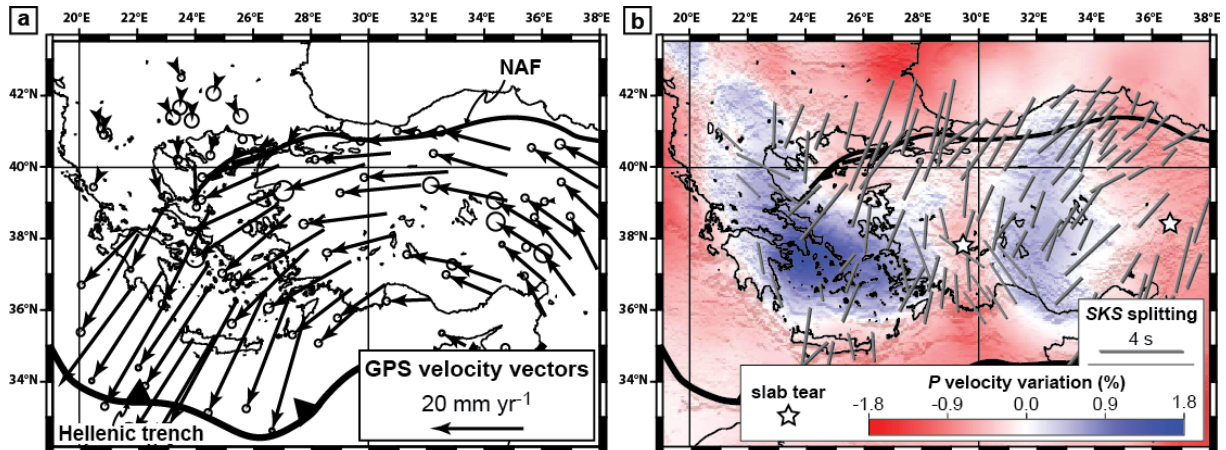 a
20°E 22° 24° 26° 28° 30° 32° 34° 36° 38°E
NAF
42°N
40°N
38°N
36°N
34°N
GPS velocity vectors
20 mm yr-1
Hellenic trench
b
20°E 22° 24° 26° 28° 30° 32° 34° 36° 38°E
42°N
40°N
38°N
36°N
34°N
SKS splitting
4 s
slab tear
P velocity variation (%)
-1.8 -0.9 0.0 0.9 1.8